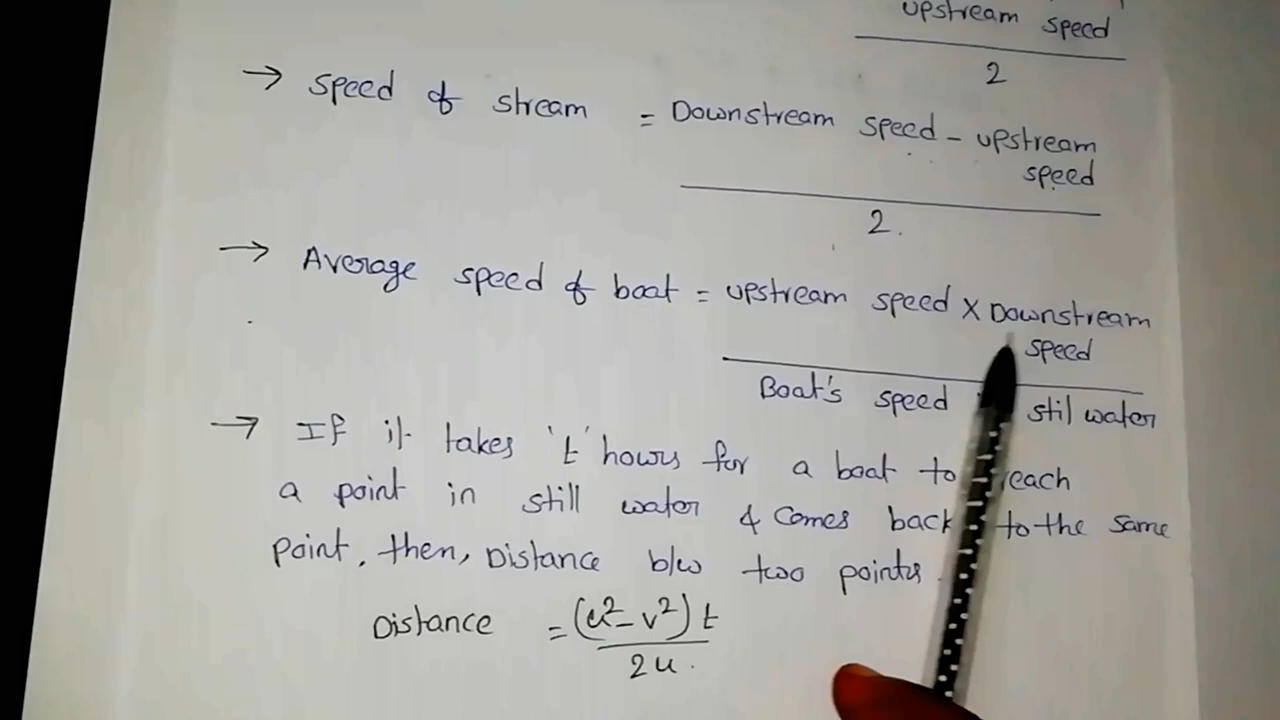 upstream speed
2
→ Speed of stream = Downstream speed - upstream
speed
2.
→ Average speed of boat = upstream speed x Downstream
speed
Boat's speed stil water
→ If it takes 't' hours for a boat to reach
a point in still water & comes back to the same
point. then, Distance b/w two points
Distance = (u² - v²) t
2u.